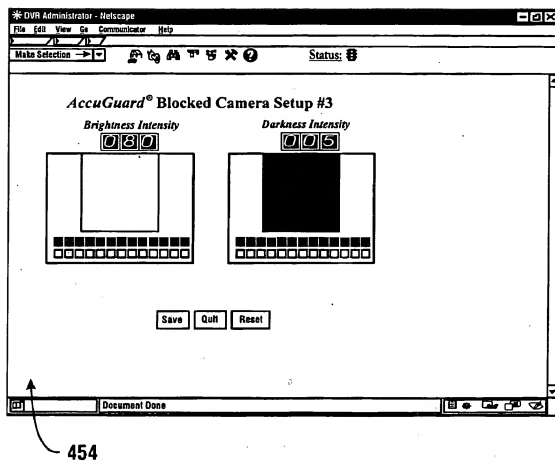 DVR Administrator - Netscape
File Edit View Go Communicator Help
Make Selection
Status:
AccuGuard® Blocked Camera Setup #3
Brightness Intensity Darkness Intensity
080 005
Save Quit Reset
Document Done
454